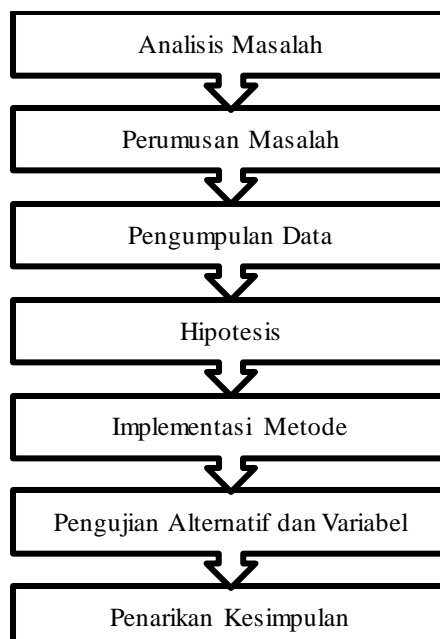 Analisis Masalah
Perumusan Masalah
Pengumpulan Data
Hipotesis
Implementasi Metode
Pengujian Alternatif dan Variabel
Penarikan Kesimpulan